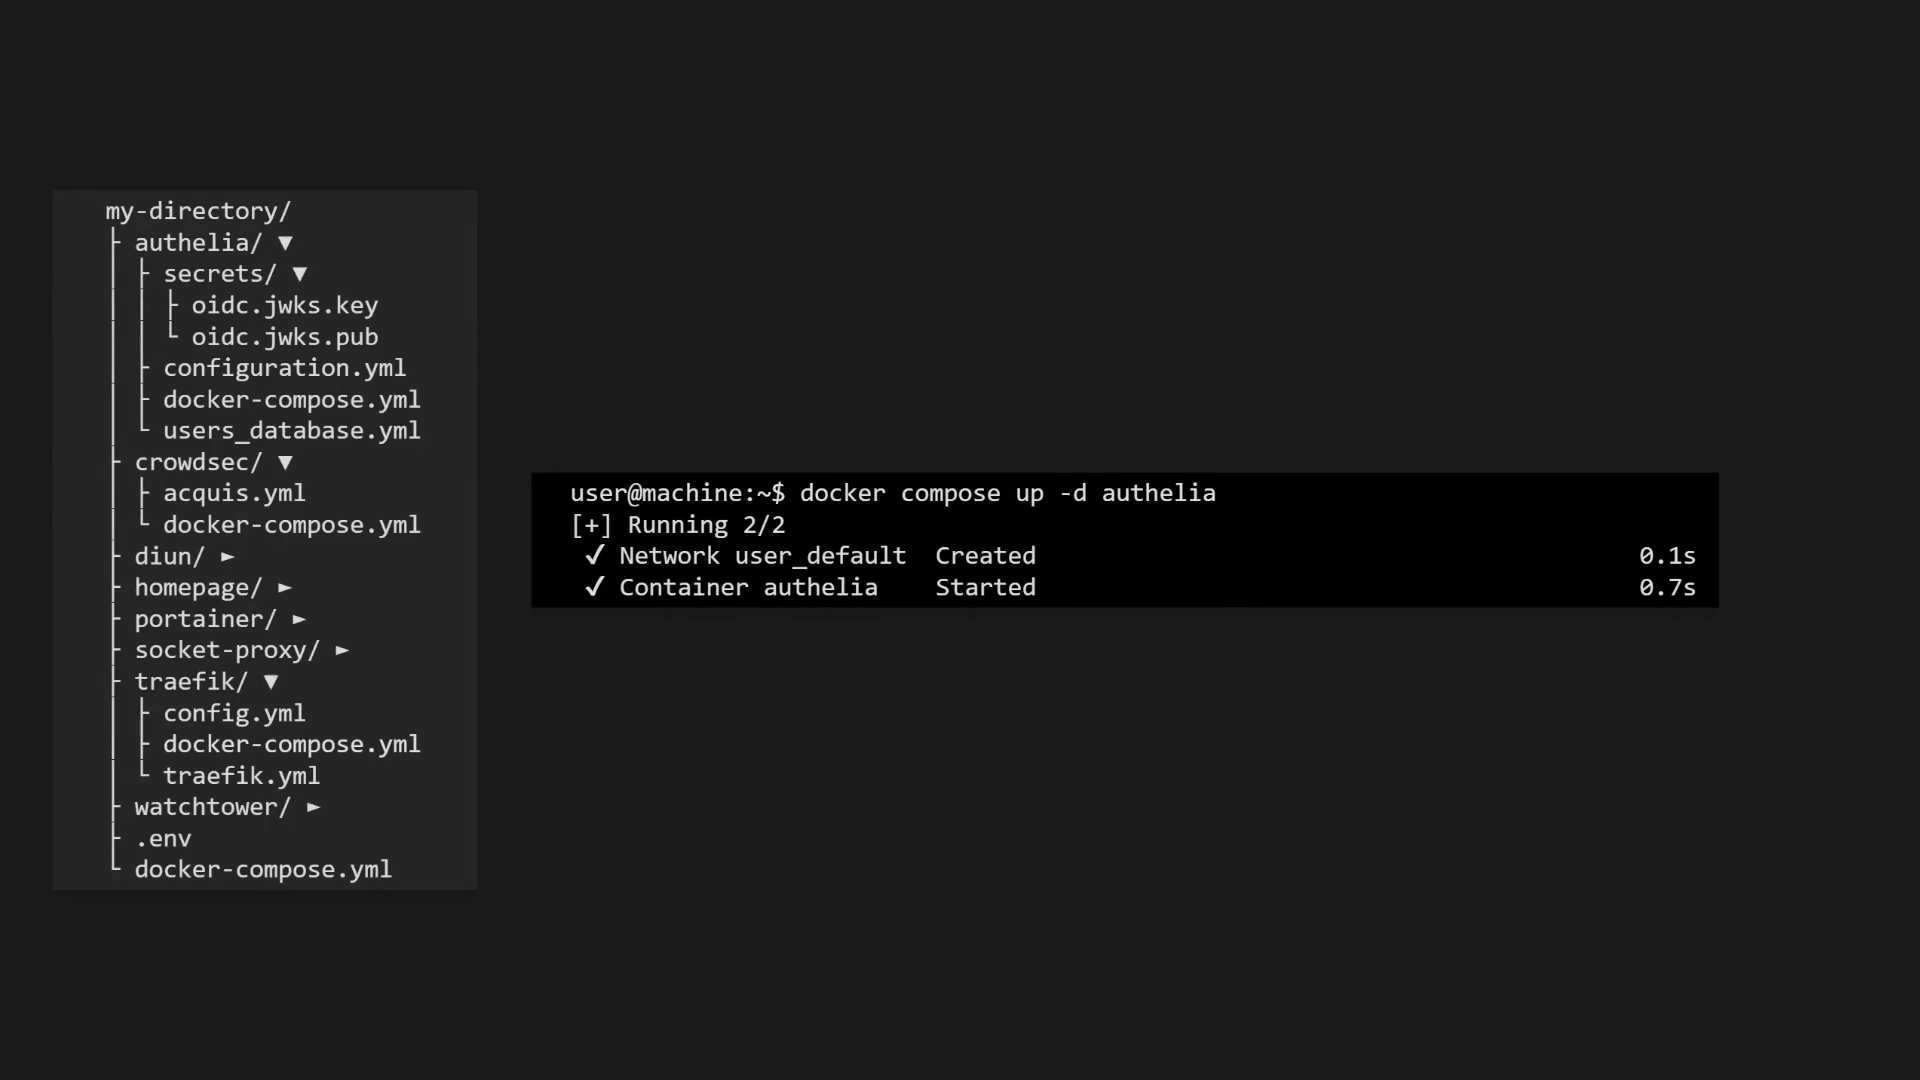 my-directory/
├ authelia/ ▼
│ ├ secrets/ ▼
│ │ ├ oidc.jwks.key
│ │ └ oidc.jwks.pub
│ ├ configuration.yml
│ ├ docker-compose.yml
│ └ users_database.yml
├ crowdsec/ ▼
│ ├ acquis.yml
│ └ docker-compose.yml
├ diun/ ►
├ homepage/ ►
├ portainer/ ►
├ socket-proxy/ ►
├ traefik/ ▼
│ ├ config.yml
│ ├ docker-compose.yml
│ └ traefik.yml
├ watchtower/ ►
├ .env
└ docker-compose.yml
user@machine:~$ docker compose up -d authelia
[+] Running 2/2
✓ Network user_default Created 0.1s
✓ Container authelia Started 0.7s